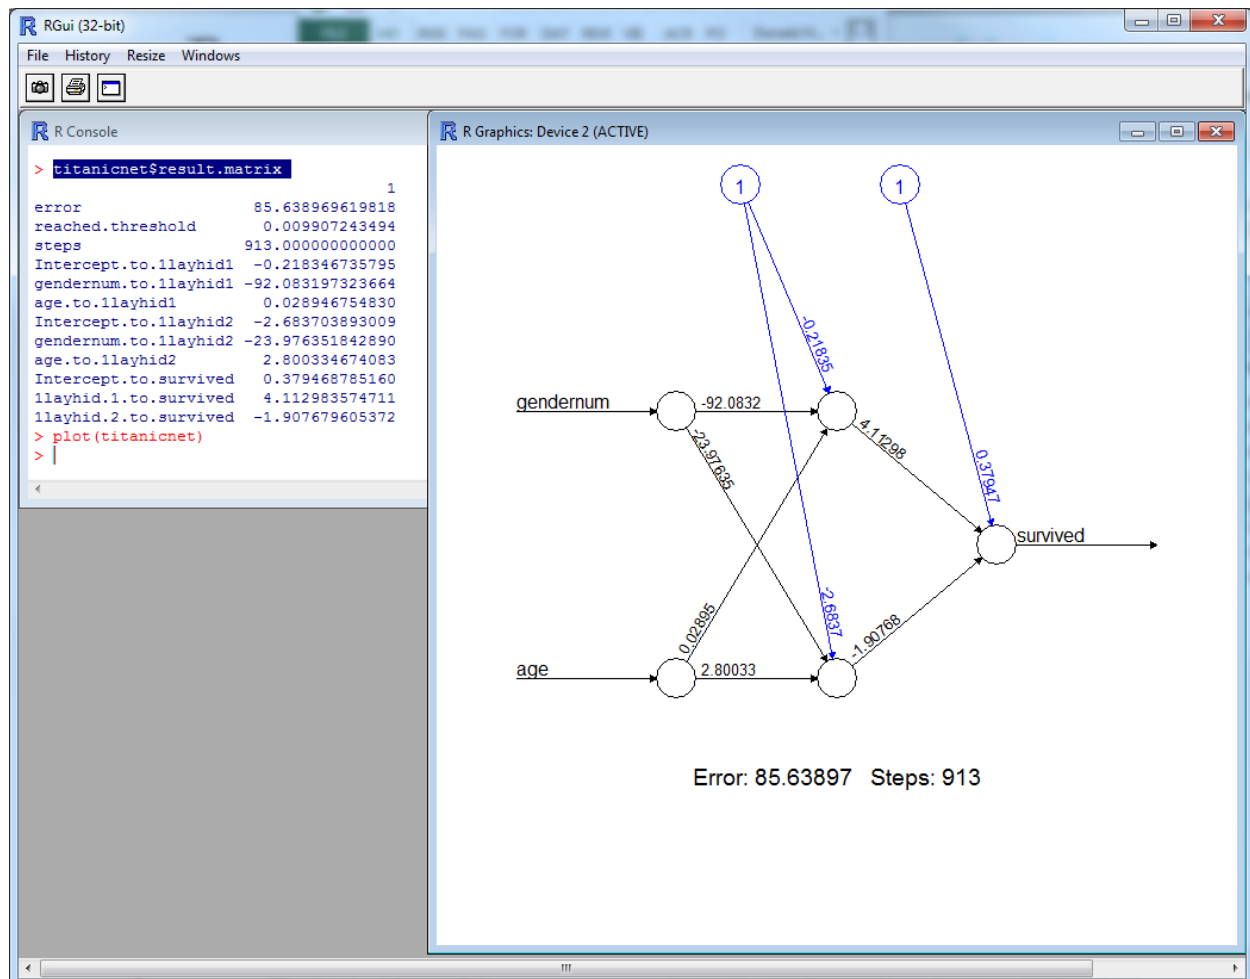 RGui (32-bit)
File History Resize Windows
R Console
> titanicnet$result.matrix
1
error 85.638969619818
reached.threshold 0.009907243494
steps 913.000000000000
Intercept.to.1layhid1 -0.218346735795
gendernum.to.1layhid1 -92.083197323664
age.to.1layhid1 0.028946754830
Intercept.to.1layhid2 -2.683703893009
gendernum.to.1layhid2 -23.976351842890
age.to.1layhid2 2.800334674083
Intercept.to.survived 0.379468785160
1layhid.1.to.survived 4.112983574711
1layhid.2.to.survived -1.907679605372
> plot(titanicnet)
>
R Graphics: Device 2 (ACTIVE)
1
1
-0.21835
gendernum
-92.0832
-23.97635
4.11298
0.37947
survived
-2.6837
0.02895
-1.90768
age
2.80033
Error: 85.63897 Steps: 913